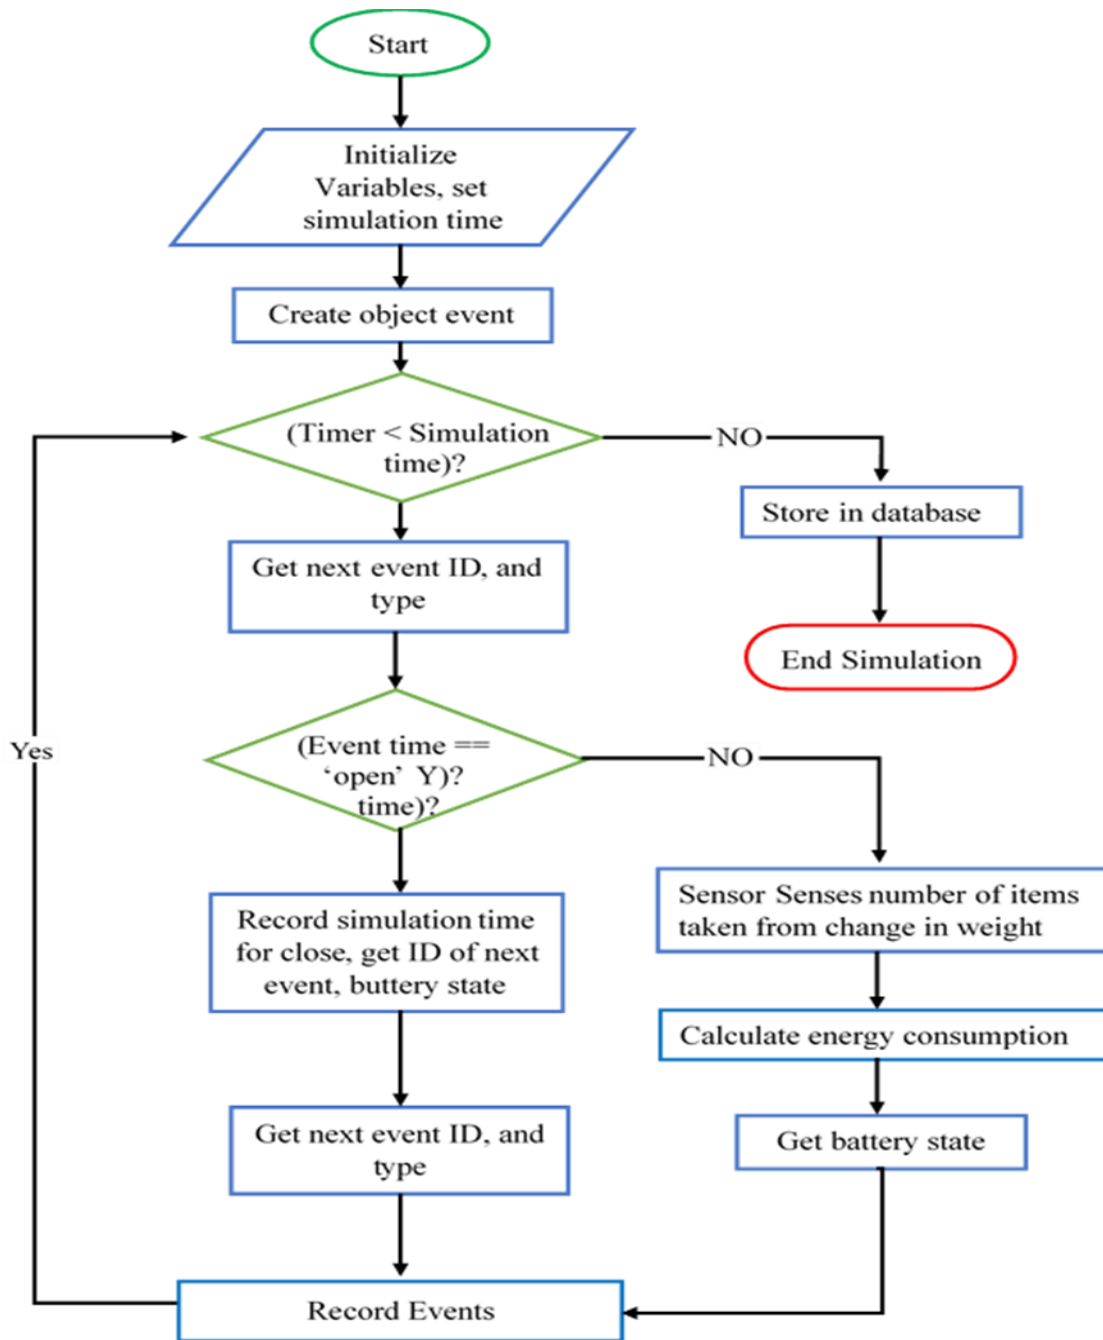 Start
Initialize
Variables, set
simulation time
Create object event
(Timer < Simulation
time)?
NO
Store in database
End Simulation
Get next event ID, and
type
(Event time ==
‘open’ Y)?
time)?
NO
Yes
Record simulation time
for close, get ID of next
event, buttery state
Sensor Senses number of items
taken from change in weight
Calculate energy consumption
Get battery state
Get next event ID, and
type
Record Events